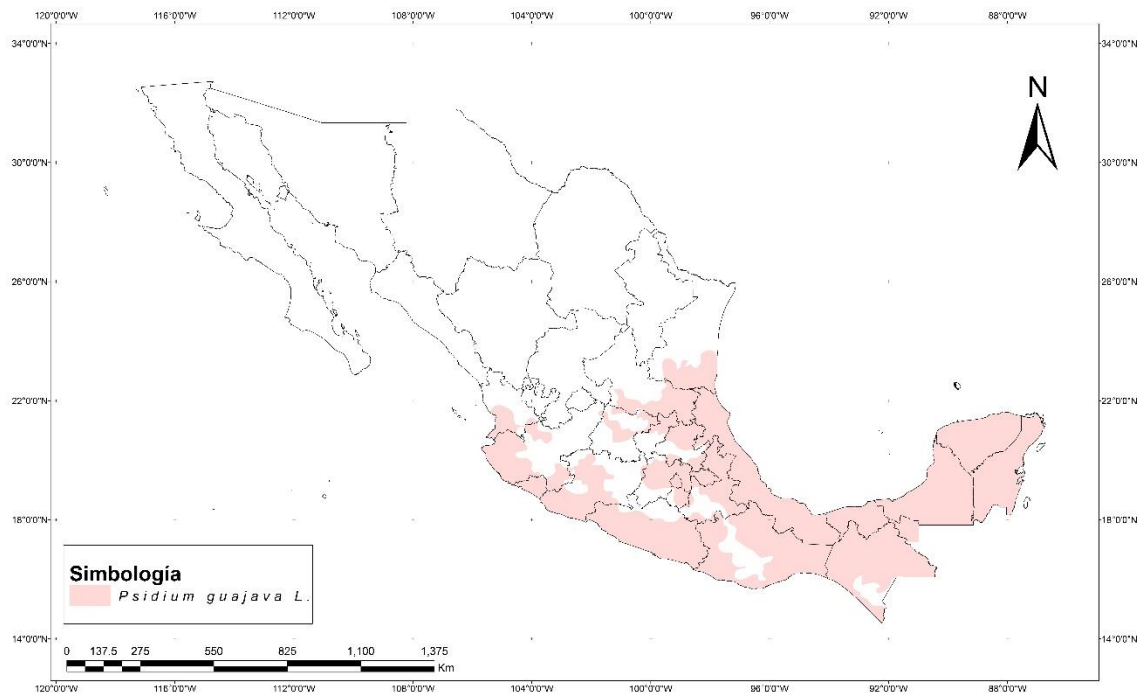 120°0'0"W 116°0'0"W 112°0'0"W 108°0'0"W 104°0'0"W 100°0'0"W 96°0'0"W 92°0'0"W 88°0'0"W
34°0'0"N 34°0'0"N
N
30°0'0"N 30°0'0"N
26°0'0"N 26°0'0"N
22°0'0"N 22°0'0"N
18°0'0"N 18°0'0"N
Simbología
Psidium guajava L.
14°0'0"N 14°0'0"N
0 137.5 275 550 825 1,100 1,375
Km
120°0'0"W 116°0'0"W 112°0'0"W 108°0'0"W 104°0'0"W 100°0'0"W 96°0'0"W 92°0'0"W 88°0'0"W